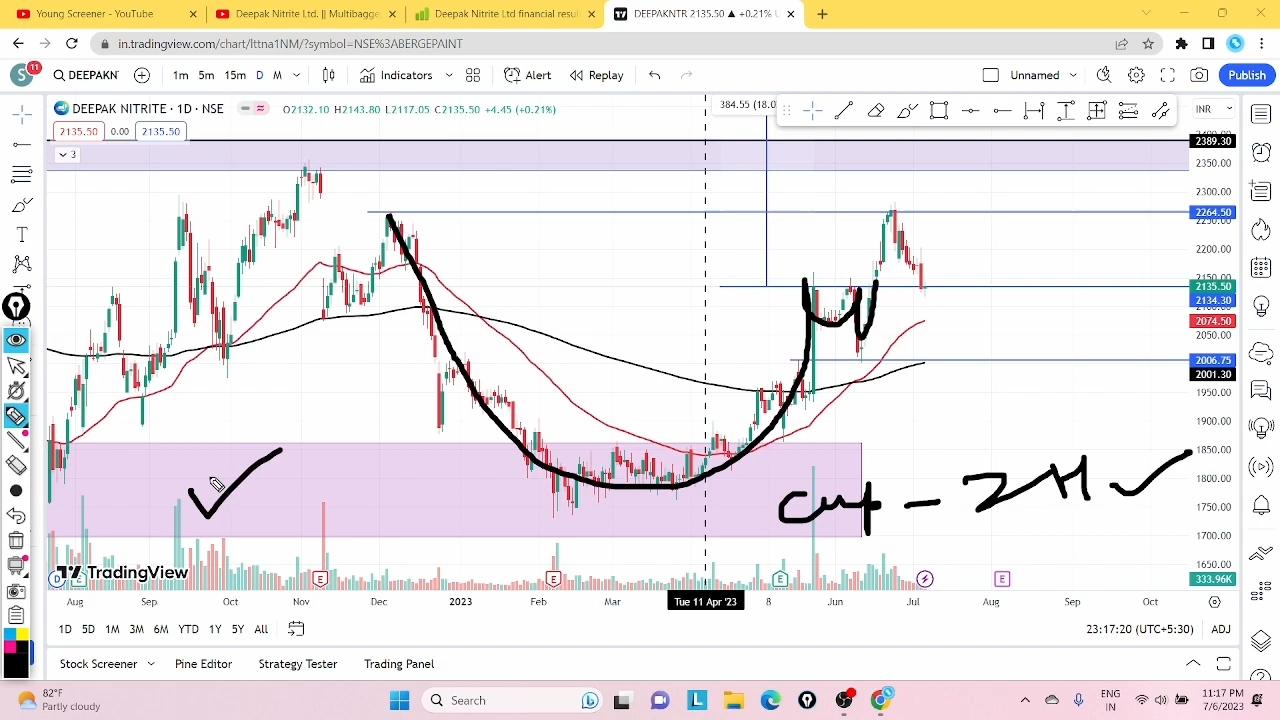 Young Screener - YouTube
Deepak Nitrite Ltd. || Multibagge
Deepak Nitrite Ltd financial resul
DEEPAKNTR 2135.50 ▲ +0.21% U
in.tradingview.com/chart/lttna1NM/?symbol=NSE%3ABERGEPAINT
S 11 DEEPAKN 1m 5m 15m D M Indicators Alert Replay Unnamed Publish
DEEPAK NITRITE · 1D · NSE O2132.10 H2143.80 L2117.05 C2135.50 +4.45 (+0.21%)
384.55 (18.0
INR
2133.50 0.00 2135.50
3
2389.30
2350.00
2300.00
2264.50
2250.00
2200.00
2150.00
2135.50
2134.30
2074.50
2050.00
2006.75
2001.30
1950.00
1900.00
1850.00
1800.00
1750.00
1700.00
1650.00
333.96K
cup - 2H
TradingView
D E E E E E
Aug Sep Oct Nov Dec 2023 Feb Mar Tue 11 Apr '23 8 Jun Jul Aug Sep Oct
1D 5D 1M 3M 6M YTD 1Y 5Y All 23:17:20 (UTC+5:30) ADJ
Stock Screener Pine Editor Strategy Tester Trading Panel
82°F
Partly cloudy
Search
ENG
IN
11:17 PM
7/6/2023